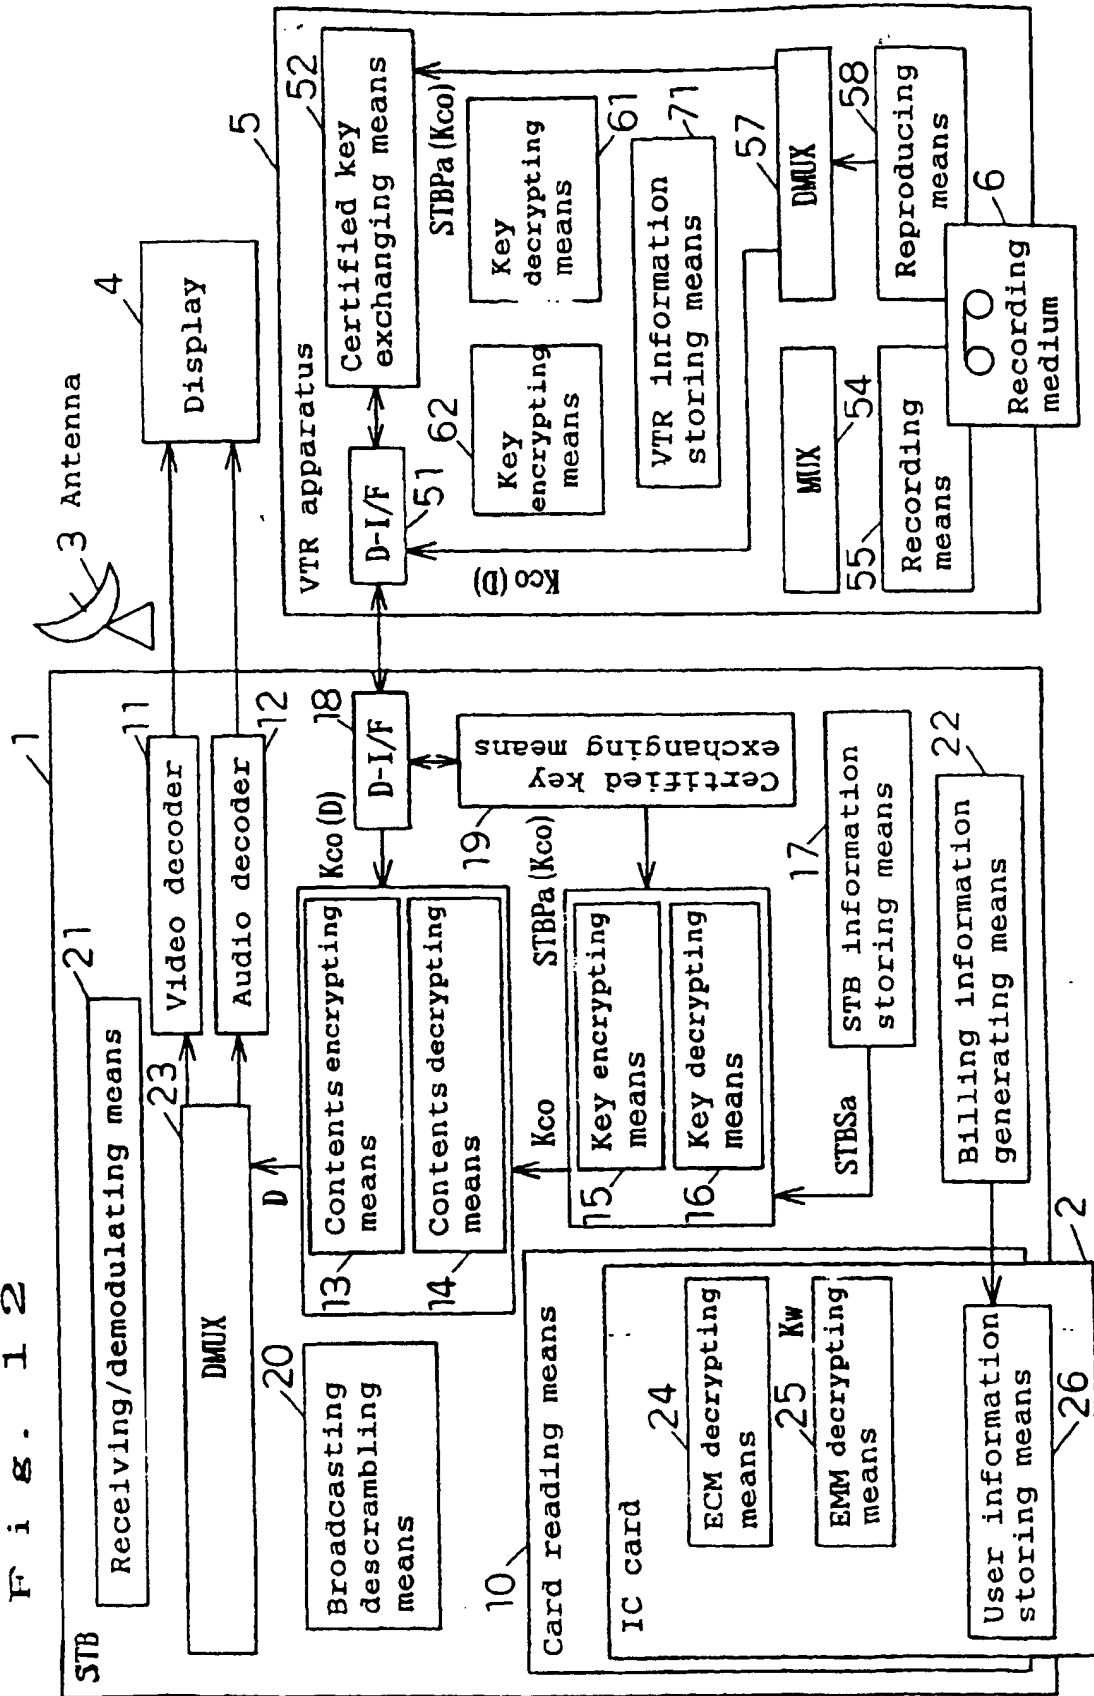 Fig. 12
STB
1
Receiving/demodulating means
21
DMUX
23
Video decoder
11
Audio decoder
12
3 Antenna
4
Display
Broadcasting
descrambling
means
20
D
Contents encrypting
means
13
Contents decrypting
means
14
Kco(D)
D-I/F
18
Kco
Key encrypting
means
15
Key decrypting
means
16
STBPa(Kco)
19
Certified key
exchanging means
STBSa
STB information
storing means
17
Billing information
generating means
22
10
Card reading means
IC card
2
ECM decrypting
means
24
Kw
25
EMM decrypting
means
User information
storing means
26
VTR apparatus
5
D-I/F
51
Certified key
exchanging means
52
STBPa(Kco)
Kco(D)
Key
encrypting
means
62
Key
decrypting
means
61
VTR information
storing means
71
MUX
54
DMUX
57
Recording
means
55
Reproducing
means
58
Recording
medium
6